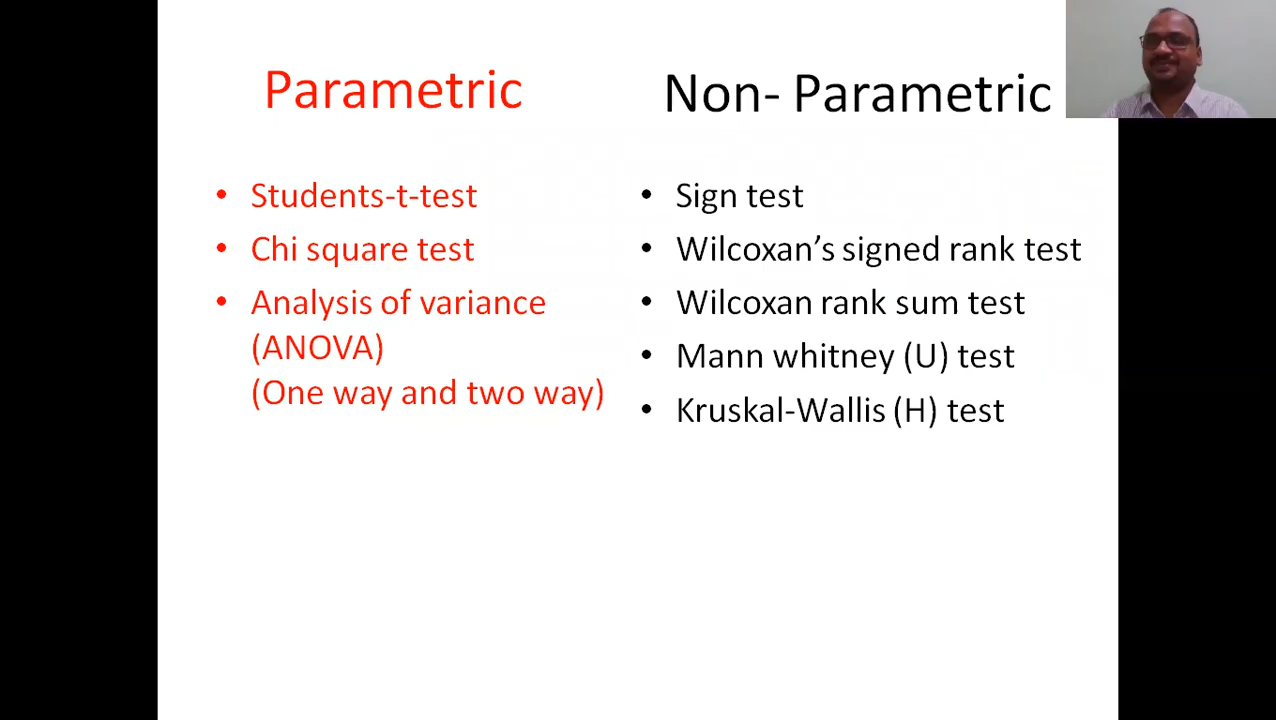 Parametric
• Students-t-test
• Chi square test
• Analysis of variance
(ANOVA)
(One way and two way)
Non- Parametric
• Sign test
• Wilcoxan’s signed rank test
• Wilcoxan rank sum test
• Mann whitney (U) test
• Kruskal-Wallis (H) test